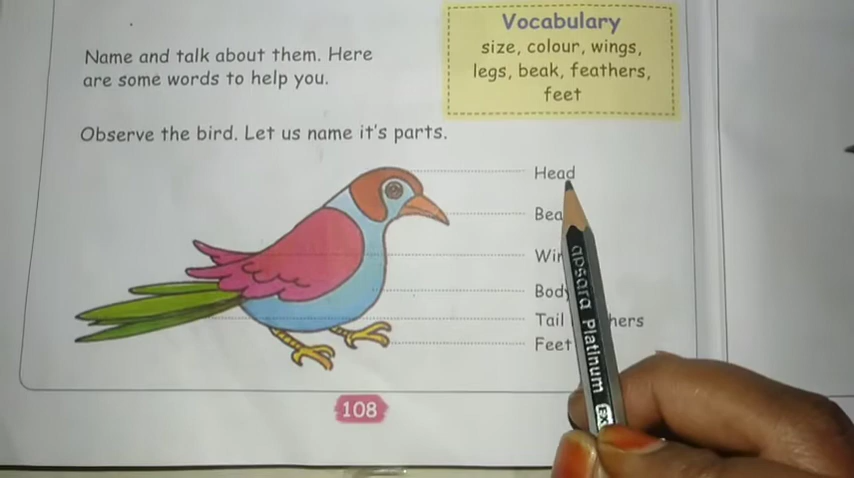 Vocabulary
size, colour, wings,
legs, beak, feathers,
feet
Name and talk about them. Here
are some words to help you.
Observe the bird. Let us name it's parts.
Head
Body
Tail
Feet
108
apsara Platinum